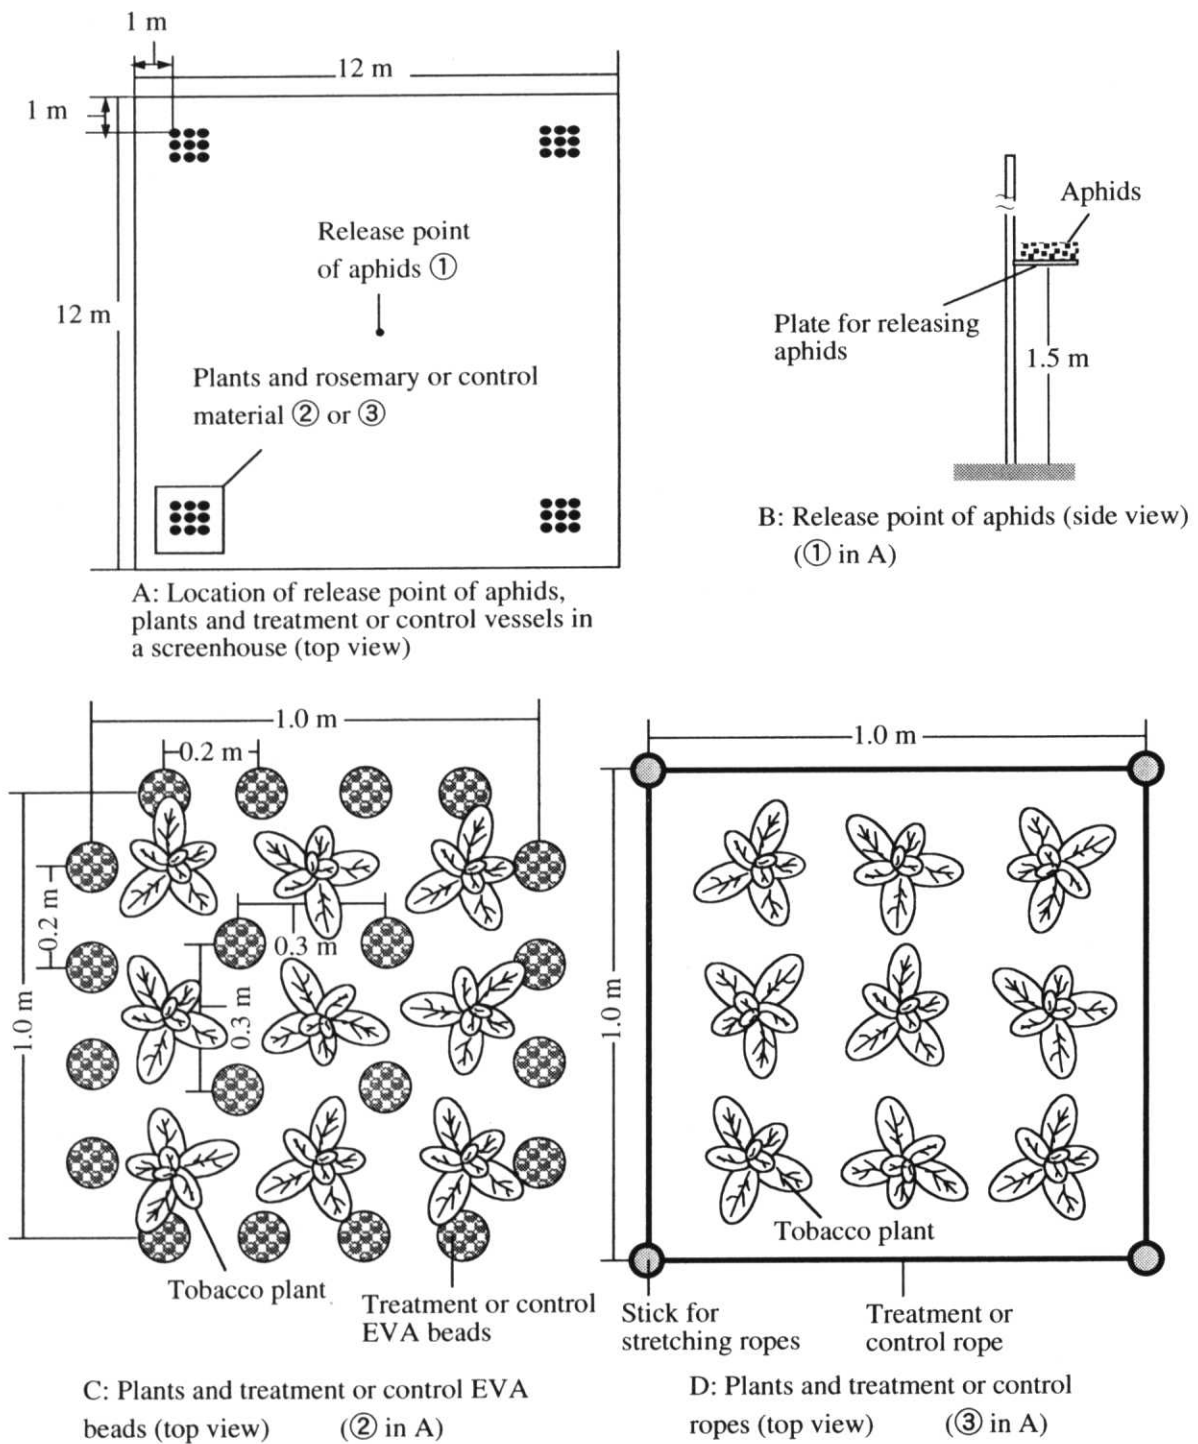 1 m
12 m
1 m
Release point
of aphids ①
12 m
Plants and rosemary or control
material ② or ③
A: Location of release point of aphids,
plants and treatment or control vessels in
a screenhouse (top view)
Aphids
Plate for releasing
aphids
1.5 m
B: Release point of aphids (side view)
(① in A)
1.0 m
0.2 m
0.2 m
0.3 m
0.3 m
1.0 m
Tobacco plant
Treatment or control
EVA beads
C: Plants and treatment or control EVA
beads (top view) (② in A)
1.0 m
1.0 m
Tobacco plant
Stick for
stretching ropes
Treatment or
control rope
D: Plants and treatment or control
ropes (top view) (③ in A)